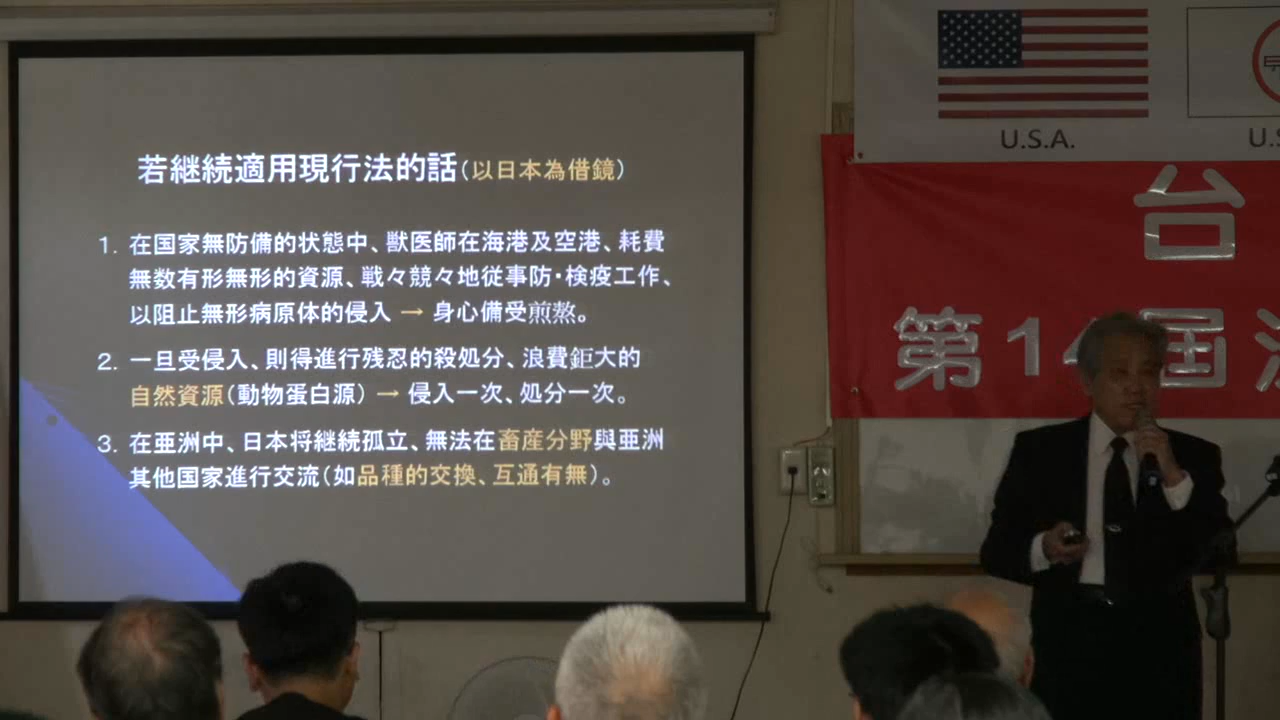 若継続適用現行法的話(以日本為借鏡)
1. 在国家無防備的状態中、獣医師在海港及空港、耗費
無数有形無形的資源、戦々競々地従事防・検疫工作、
以阻止無形病原体的侵入 → 身心備受煎熬。
2. 一旦受侵入、則得進行残忍的殺処分、浪費鉅大的
自然資源(動物蛋白源) → 侵入一次、処分一次。
3. 在亜洲中、日本将継続孤立、無法在畜産分野與亜洲
其他国家進行交流(如品種的交換、互通有無)。
U.S.A.
U.S
台
第14届